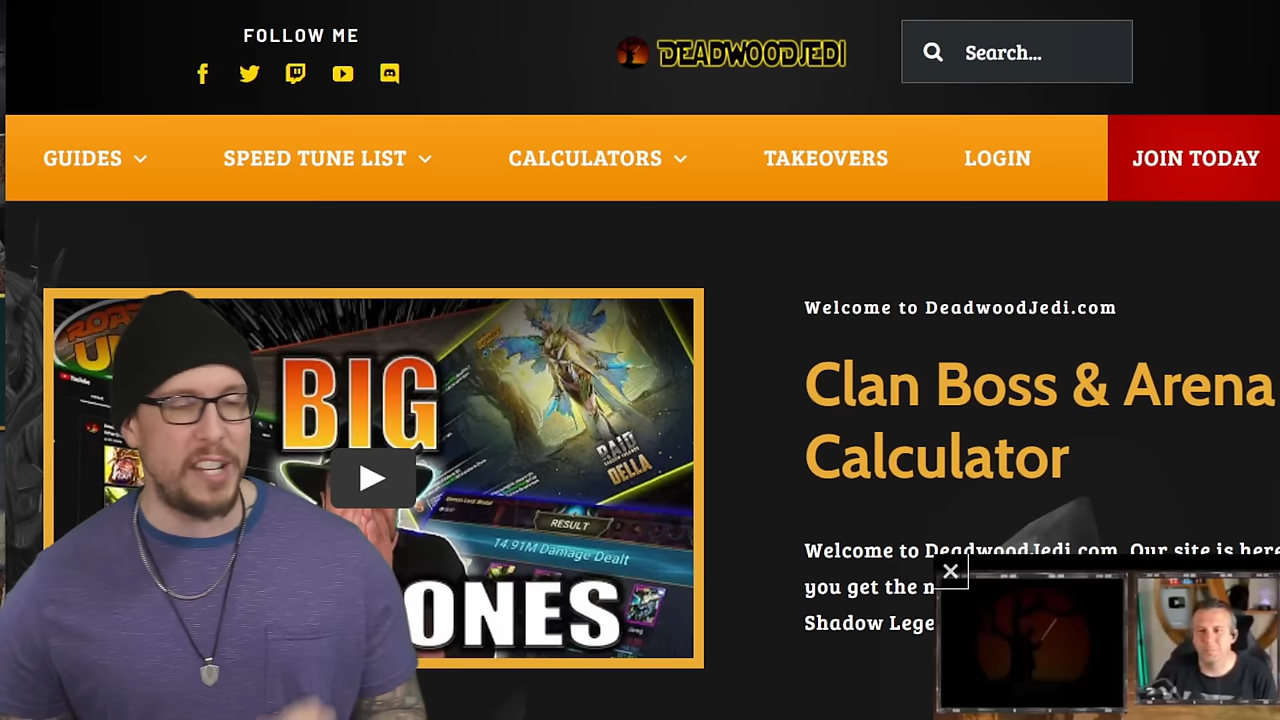 FOLLOW ME
DEADWOODJEDI
Search...
GUIDES
SPEED TUNE LIST
CALCULATORS
TAKEOVERS
LOGIN
JOIN TODAY
Welcome to DeadwoodJedi.com
Clan Boss & Arena
Calculator
BIG
RAID
DELLA
RESULT
14.91M Damage Dealt
ONES
Welcome to DeadwoodJedi.com. Our site is here
you get the
Shadow Lege